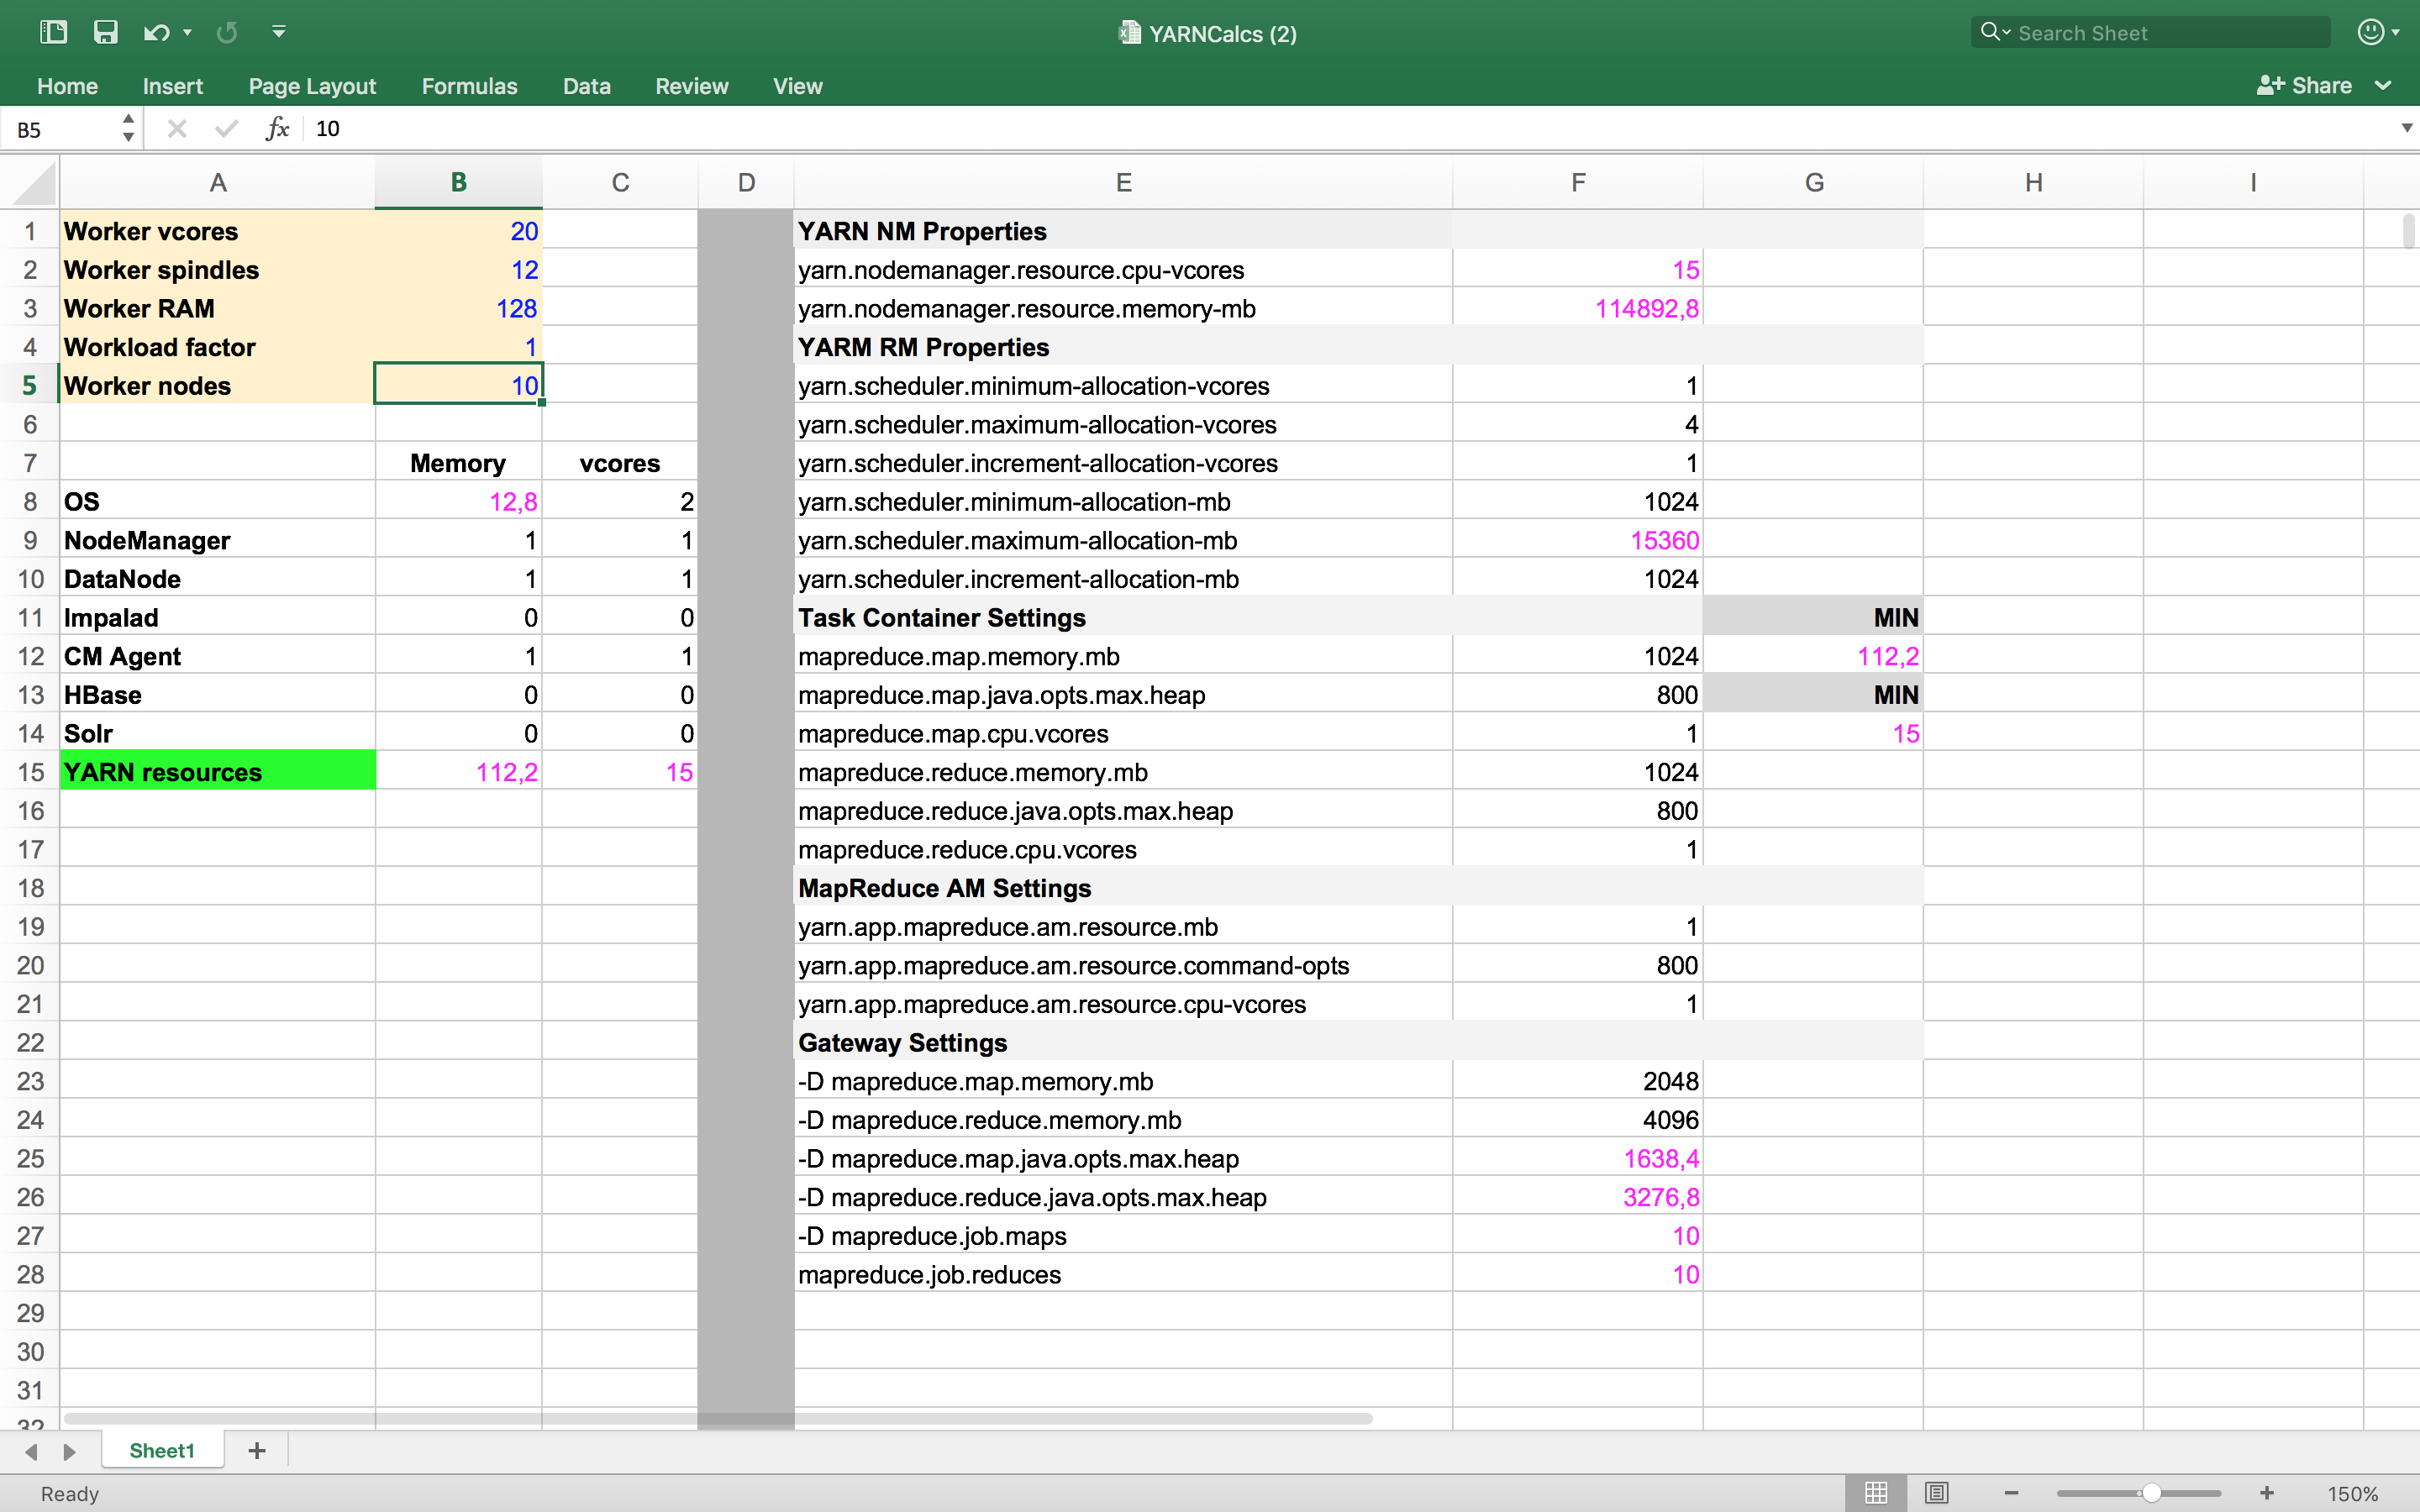 YARNCalcs (2)
Search Sheet
Home Insert Page Layout Formulas Data Review View Share
B5 fx 10
A B C D E F G H I
1 Worker vcores 20 YARN NM Properties
2 Worker spindles 12 yarn.nodemanager.resource.cpu-vcores 15
3 Worker RAM 128 yarn.nodemanager.resource.memory-mb 114892,8
4 Workload factor 1 YARM RM Properties
5 Worker nodes 10 yarn.scheduler.minimum-allocation-vcores 1
6 yarn.scheduler.maximum-allocation-vcores 4
7 Memory vcores yarn.scheduler.increment-allocation-vcores 1
8 OS 12,8 2 yarn.scheduler.minimum-allocation-mb 1024
9 NodeManager 1 1 yarn.scheduler.maximum-allocation-mb 15360
10 DataNode 1 1 yarn.scheduler.increment-allocation-mb 1024
11 Impalad 0 0 Task Container Settings MIN
12 CM Agent 1 1 mapreduce.map.memory.mb 1024 112,2
13 HBase 0 0 mapreduce.map.java.opts.max.heap 800 MIN
14 Solr 0 0 mapreduce.map.cpu.vcores 1 15
15 YARN resources 112,2 15 mapreduce.reduce.memory.mb 1024
16 mapreduce.reduce.java.opts.max.heap 800
17 mapreduce.reduce.cpu.vcores 1
18 MapReduce AM Settings
19 yarn.app.mapreduce.am.resource.mb 1
20 yarn.app.mapreduce.am.resource.command-opts 800
21 yarn.app.mapreduce.am.resource.cpu-vcores 1
22 Gateway Settings
23 -D mapreduce.map.memory.mb 2048
24 -D mapreduce.reduce.memory.mb 4096
25 -D mapreduce.map.java.opts.max.heap 1638,4
26 -D mapreduce.reduce.java.opts.max.heap 3276,8
27 -D mapreduce.job.maps 10
28 mapreduce.job.reduces 10
29
30
31
32
Sheet1 +
Ready 150%